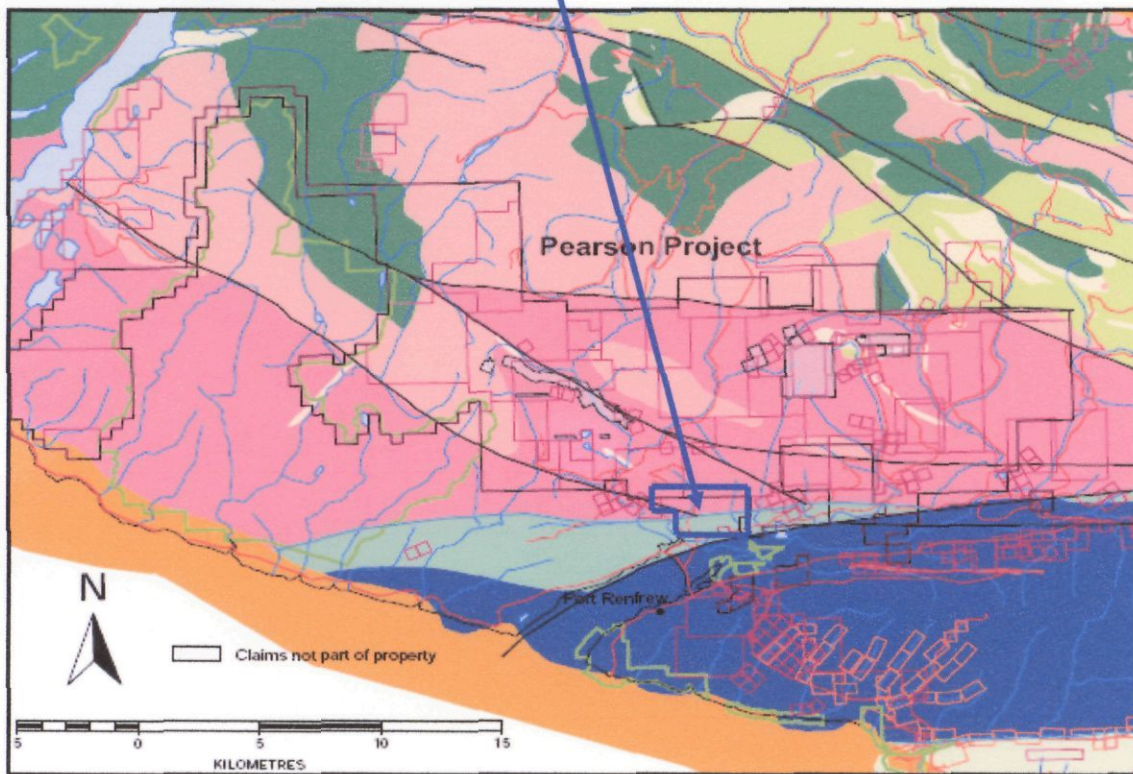 Pearson Project
Port Renfrew
N
Claims not part of property
5 0 5 10 15
KILOMETRES